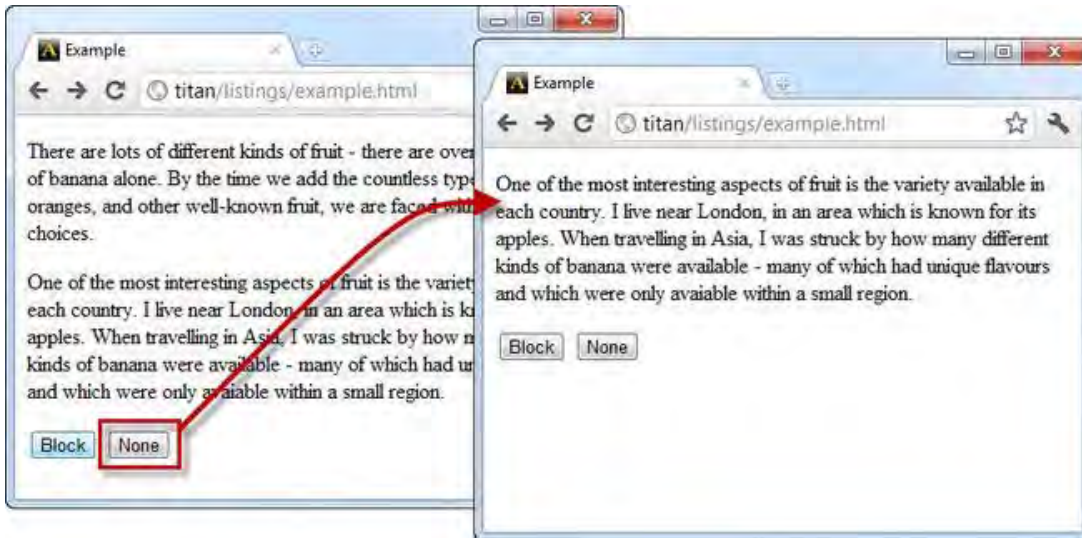 Example
titan/listings/example.html
There are lots of different kinds of fruit - there are over
of banana alone. By the time we add the countless type
oranges, and other well-known fruit, we are faced with
choices.
One of the most interesting aspects of fruit is the variet
each country. I live near London, in an area which is
apples. When travelling in Asia, I was struck by how
kinds of banana were available - many of which had
and which were only avaiable within a small region.
Block None
Example
titan/listings/example.html
One of the most interesting aspects of fruit is the variety available in
each country. I live near London, in an area which is known for its
apples. When travelling in Asia, I was struck by how many different
kinds of banana were available - many of which had unique flavours
and which were only avaiable within a small region.
Block None